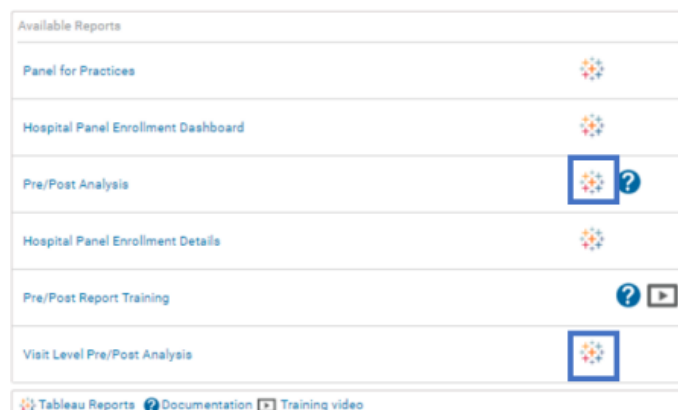 Available Reports
Panel for Practices
Hospital Panel Enrollment Dashboard
Pre/Post Analysis
Hospital Panel Enrollment Details
Pre/Post Report Training
Visit Level Pre/Post Analysis
Tableau Reports Documentation Training video